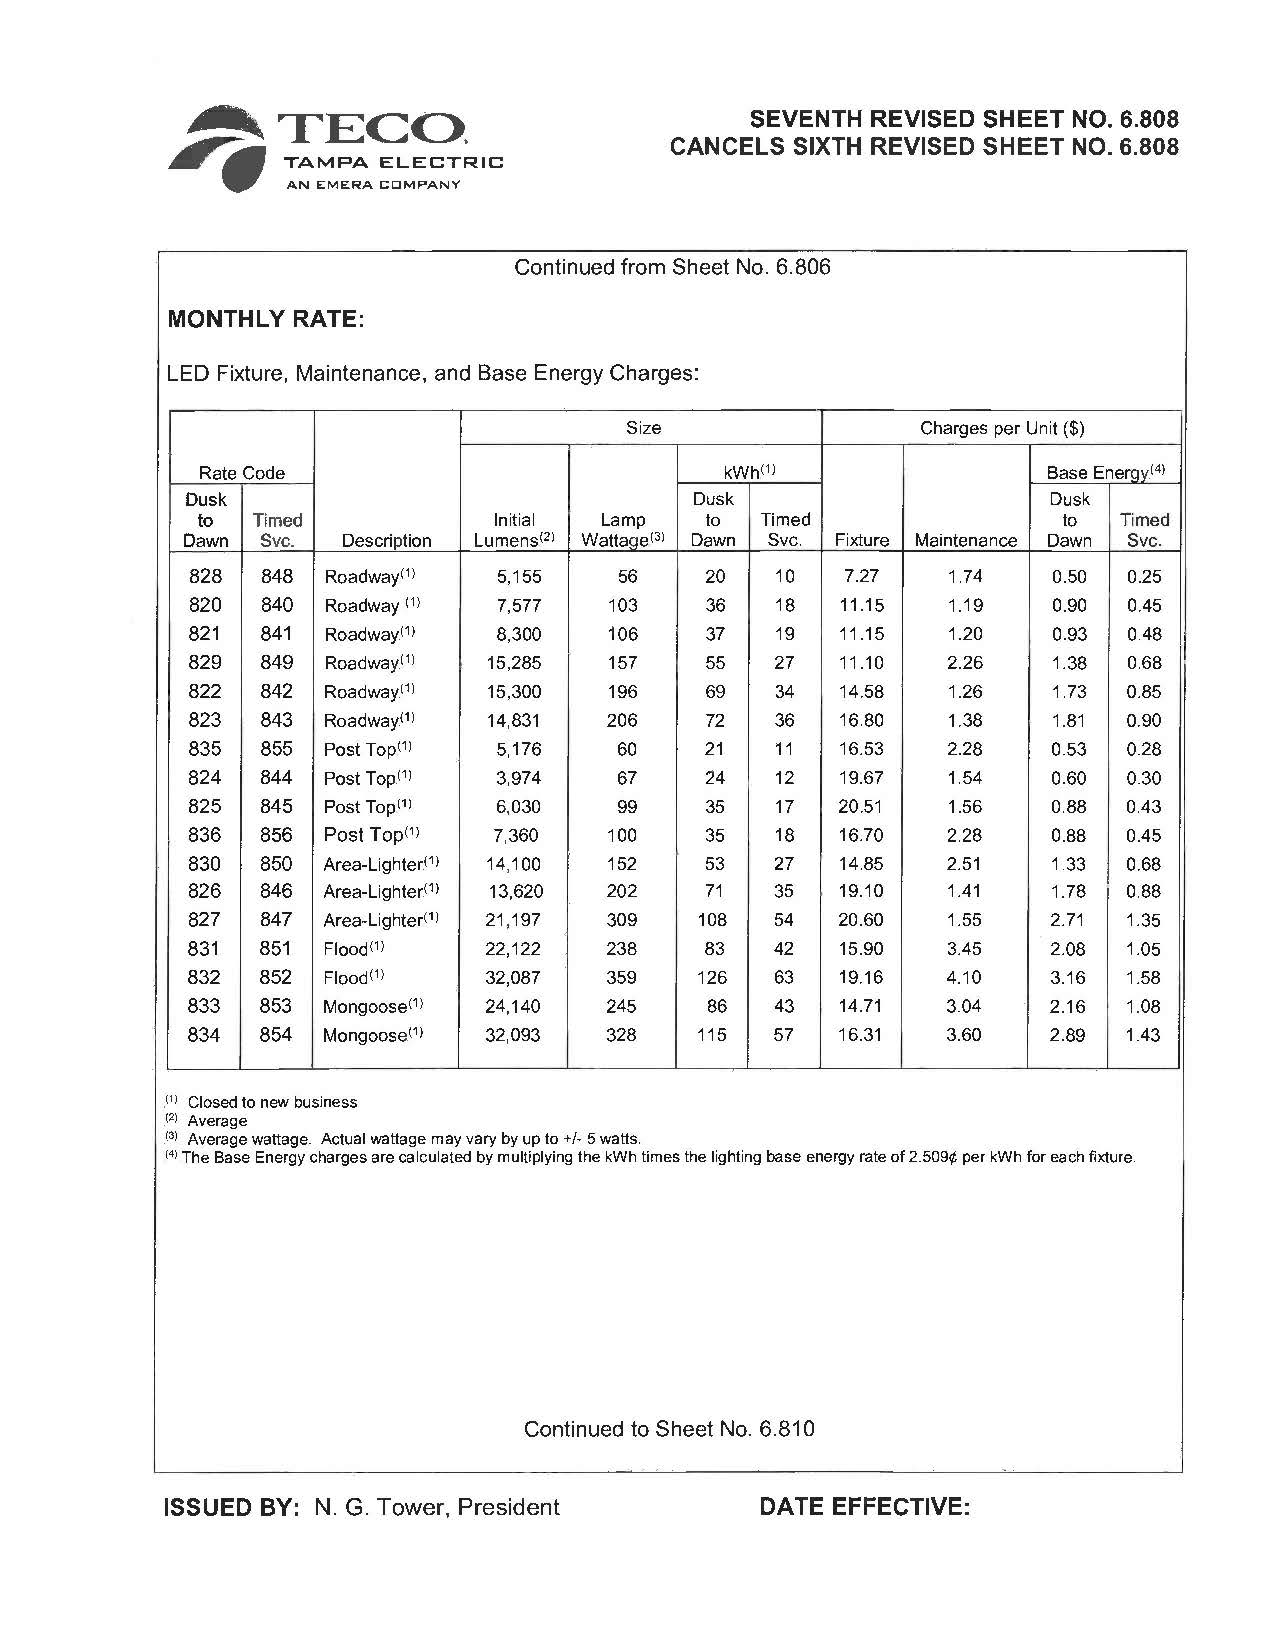 TECO.
TAMPA ELECTRIC
AN EMERA COMPANY
SEVENTH REVISED SHEET NO. 6.808
CANCELS SIXTH REVISED SHEET NO. 6.808
Continued from Sheet No. 6.806
MONTHLY RATE:
LED Fixture, Maintenance, and Base Energy Charges:
Size Charges per Unit ($)
Rate Code kWh(1) Base Energy(4)
Dusk Dusk Dusk
to Timed Initial Lamp to Timed to Timed
Dawn Svc. Description Lumens(2) Wattage(3) Dawn Svc. Fixture Maintenance Dawn Svc.
828 848 Roadway(1) 5,155 56 20 10 7.27 1.74 0.50 0.25
820 840 Roadway (1) 7,577 103 36 18 11.15 1.19 0.90 0.45
821 841 Roadway(1) 8,300 106 37 19 11.15 1.20 0.93 0.48
829 849 Roadway(1) 15,285 157 55 27 11.10 2.26 1.38 0.68
822 842 Roadway(1) 15,300 196 69 34 14.58 1.26 1.73 0.85
823 843 Roadway(1) 14,831 206 72 36 16.80 1.38 1.81 0.90
835 855 Post Top(1) 5,176 60 21 11 16.53 2.28 0.53 0.28
824 844 Post Top(1) 3,974 67 24 12 19.67 1.54 0.60 0.30
825 845 Post Top(1) 6,030 99 35 17 20.51 1.56 0.88 0.43
836 856 Post Top(1) 7,360 100 35 18 16.70 2.28 0.88 0.45
830 850 Area-Lighter(1) 14,100 152 53 27 14.85 2.51 1.33 0.68
826 846 Area-Lighter(1) 13,620 202 71 35 19.10 1.41 1.78 0.88
827 847 Area-Lighter(1) 21,197 309 108 54 20.60 1.55 2.71 1.35
831 851 Flood(1) 22,122 238 83 42 15.90 3.45 2.08 1.05
832 852 Flood(1) 32,087 359 126 63 19.16 4.10 3.16 1.58
833 853 Mongoose(1) 24,140 245 86 43 14.71 3.04 2.16 1.08
834 854 Mongoose(1) 32,093 328 115 57 16.31 3.60 2.89 1.43
(1) Closed to new business
(2) Average
(3) Average wattage. Actual wattage may vary by up to +/- 5 watts.
(4) The Base Energy charges are calculated by multiplying the kWh times the lighting base energy rate of 2.509¢ per kWh for each fixture.
Continued to Sheet No. 6.810
ISSUED BY: N. G. Tower, President DATE EFFECTIVE: